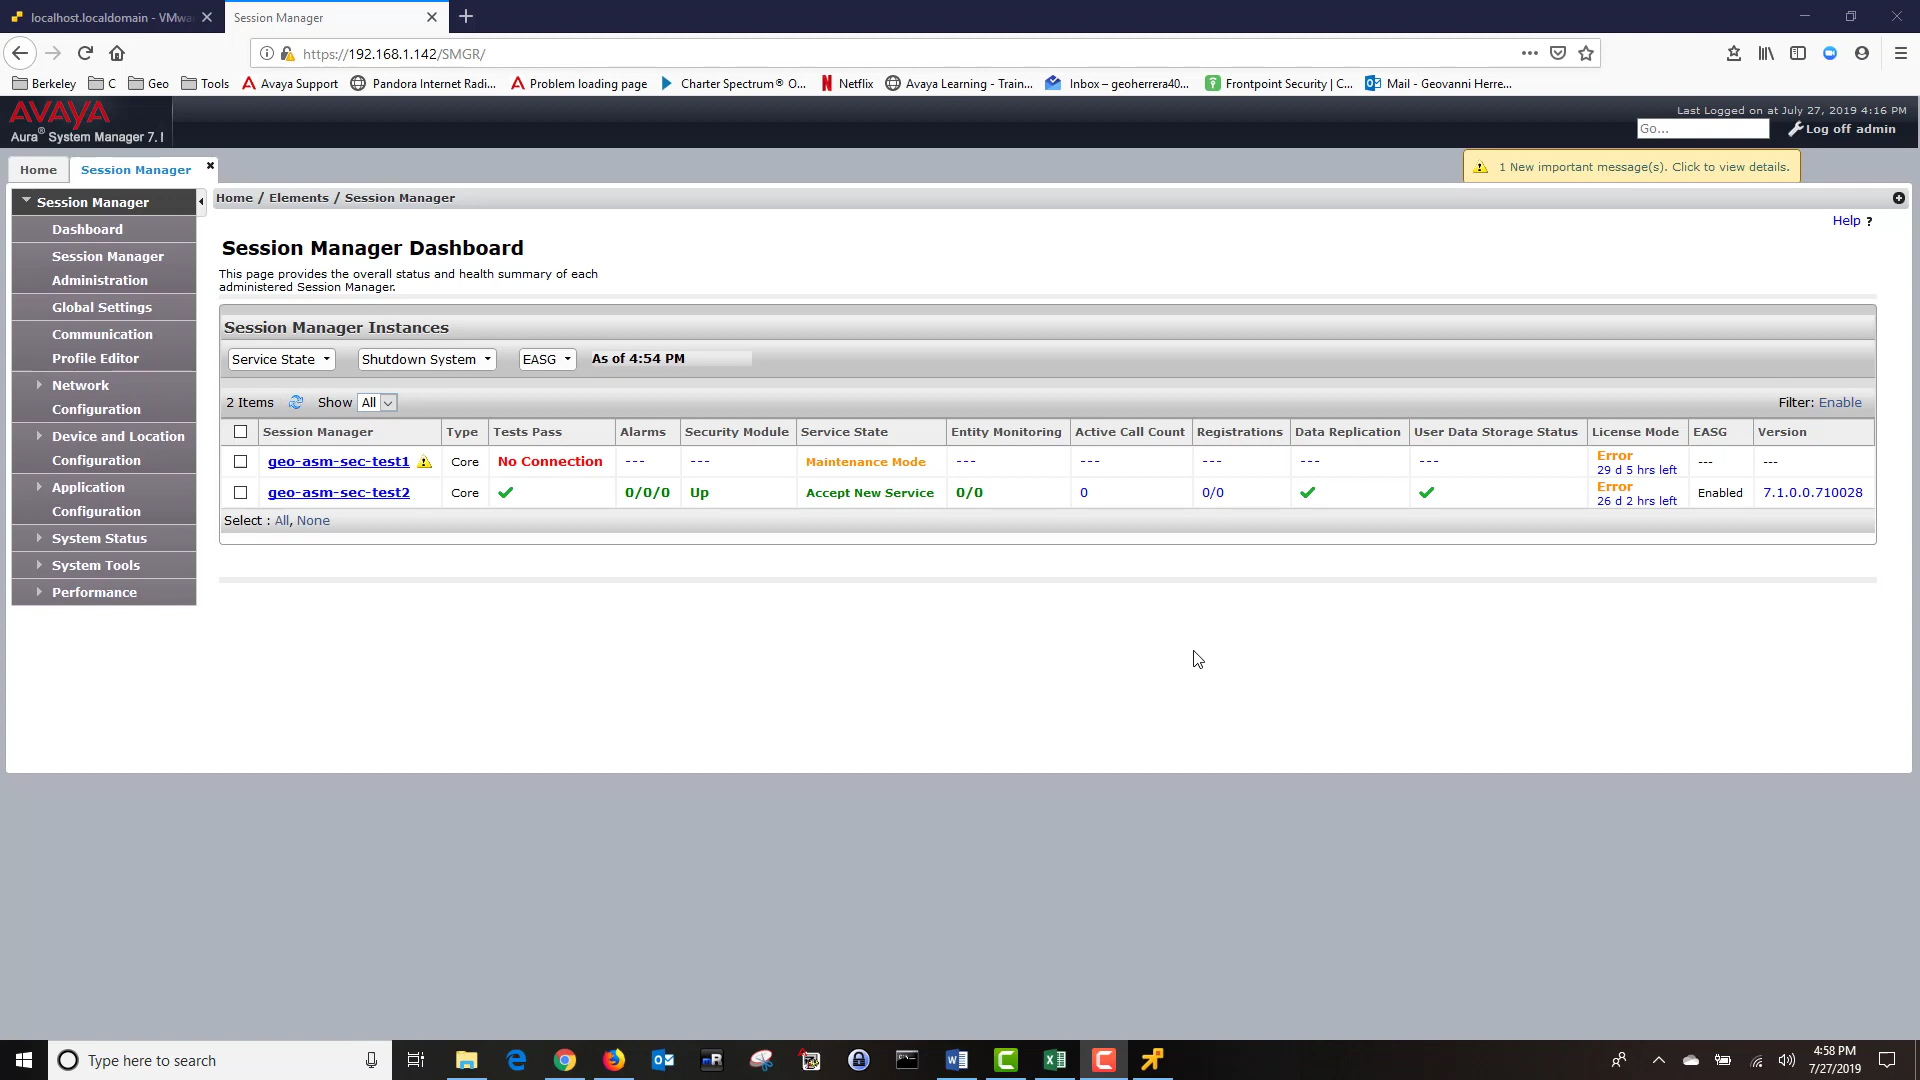 localhost.localdomain - VMwa
Session Manager
https://192.168.1.142/SMGR/
Berkeley
C
Geo
Tools
Avaya Support
Pandora Internet Radi...
Problem loading page
Charter Spectrum® O...
Netflix
Avaya Learning - Train...
Inbox – geoherrera40...
Frontpoint Security | C...
Mail - Geovanni Herre...
AVAYA
Aura® System Manager 7.1
Last Logged on at July 27, 2019 4:16 PM
Go...
Log off admin
Home
Session Manager
1 New important message(s). Click to view details.
Session Manager
Dashboard
Session Manager
Administration
Global Settings
Communication
Profile Editor
Network
Configuration
Device and Location
Configuration
Application
Configuration
System Status
System Tools
Performance
Home / Elements / Session Manager
Help ?
Session Manager Dashboard
This page provides the overall status and health summary of each
administered Session Manager.
Session Manager Instances
Service State
Shutdown System
EASG
As of 4:54 PM
2 Items
Show
All
Filter: Enable
Session Manager Type Tests Pass Alarms Security Module Service State Entity Monitoring Active Call Count Registrations Data Replication User Data Storage Status License Mode EASG Version
geo-asm-sec-test1 Core No Connection --- --- Maintenance Mode --- --- --- --- --- Error --- ---
29 d 5 hrs left
geo-asm-sec-test2 Core 0/0/0 Up Accept New Service 0/0 0 0/0 Error Enabled 7.1.0.0.710028
26 d 2 hrs left
Select : All, None
Type here to search
4:58 PM
7/27/2019